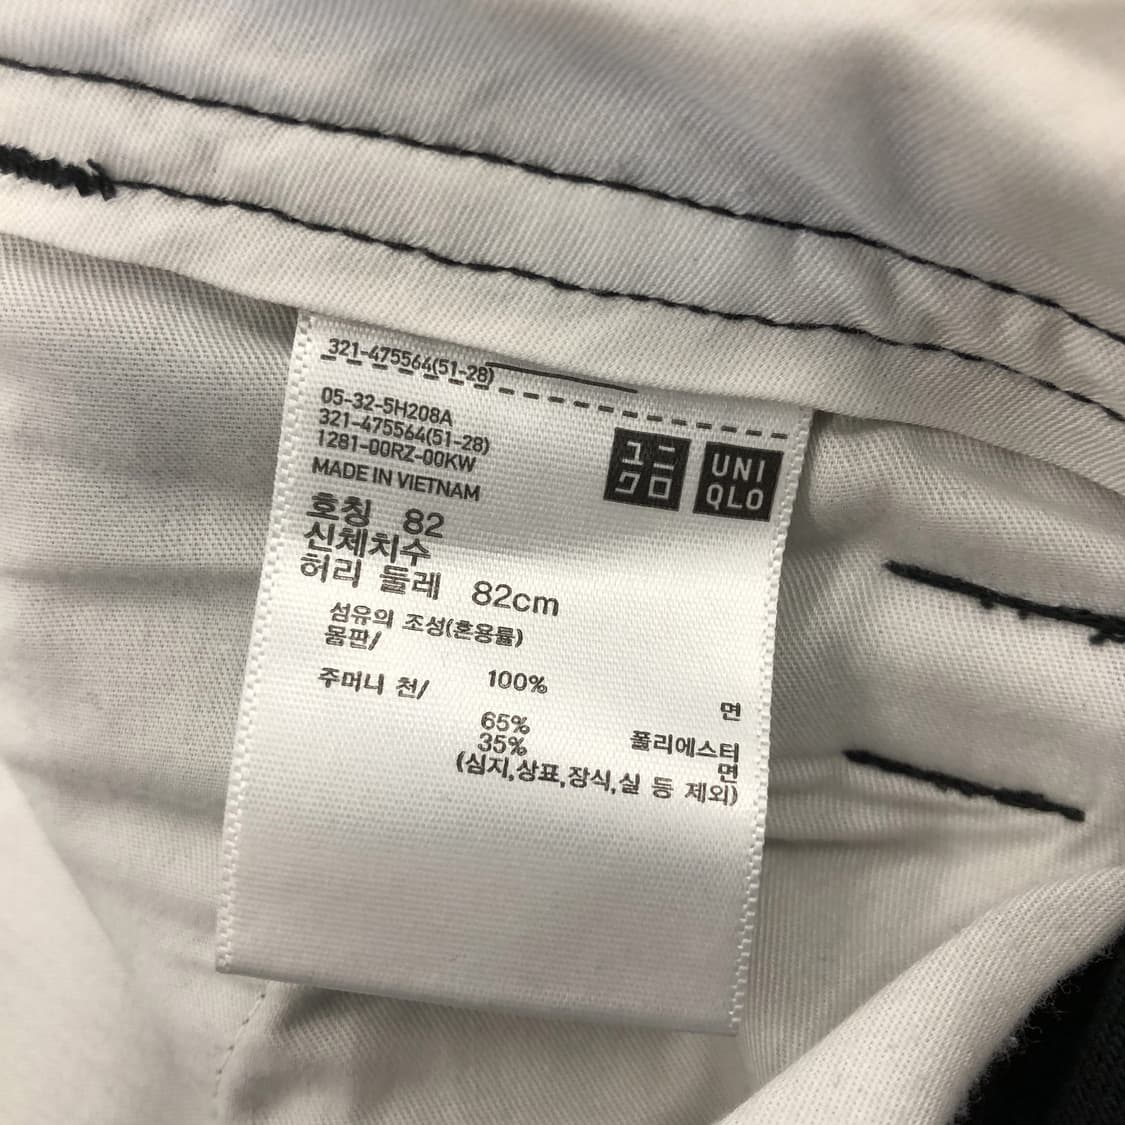 321-475564(51-28)
05-32-5H208A
321-475564(51-28)
1281-00RZ-00KW
MADE IN VIETNAM
ユニ
クロ
UNI
QLO
호칭 82
신체치수
허리 둘레 82cm
섬유의 조성(혼용률)
몸판/
100% 면
주머니 천/
65% 폴리에스터
35% 면
(심지,상표,장식,실 등 제외)